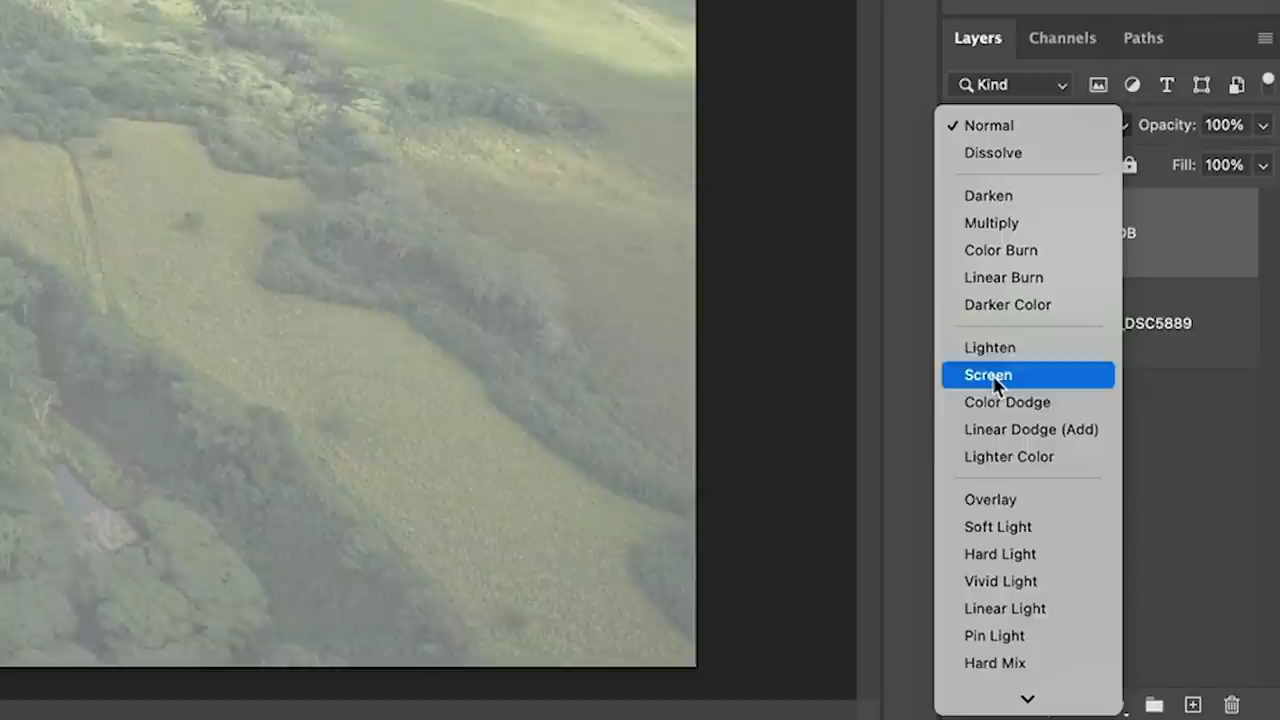 Layers Channels Paths
Kind
Normal
Opacity: 100%
Dissolve
Fill: 100%
Darken
Multiply
DB
Color Burn
Linear Burn
Darker Color
_DSC5889
Lighten
Screen
Color Dodge
Linear Dodge (Add)
Lighter Color
Overlay
Soft Light
Hard Light
Vivid Light
Linear Light
Pin Light
Hard Mix